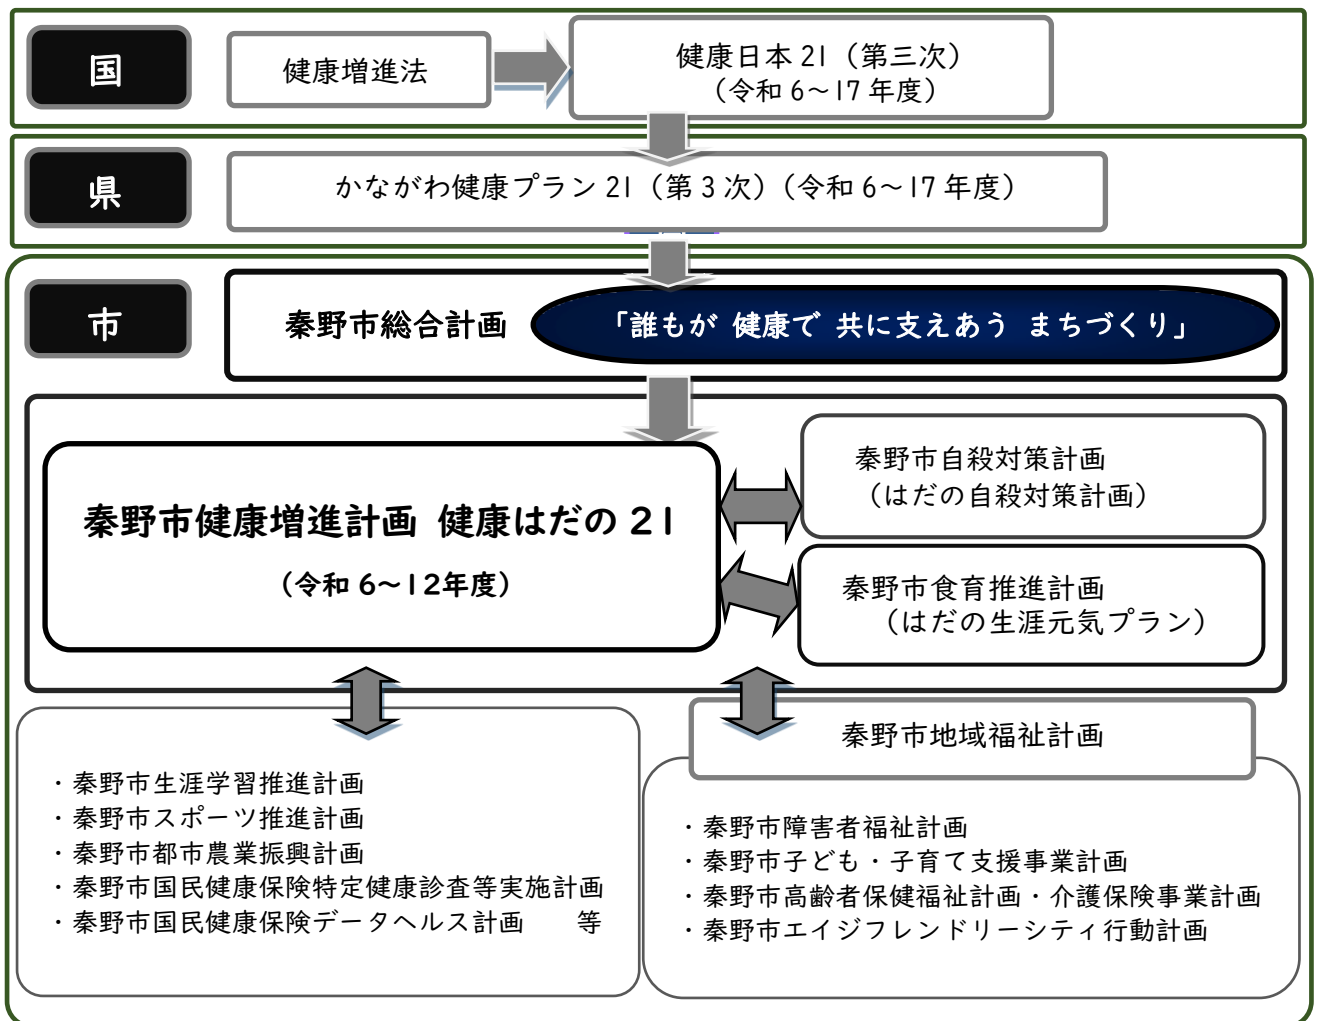 国
健康増進法
健康日本 21（第三次）
（令和 6～17 年度）
県
かながわ健康プラン 21（第 3 次）（令和 6～17 年度）
市
秦野市総合計画
「誰もが 健康で 共に支えあう まちづくり」
秦野市健康増進計画 健康はだの 21
（令和 6～12年度）
秦野市自殺対策計画
（はだの自殺対策計画）
秦野市食育推進計画
（はだの生涯元気プラン）
・秦野市生涯学習推進計画
・秦野市スポーツ推進計画
・秦野市都市農業振興計画
・秦野市国民健康保険特定健康診査等実施計画
・秦野市国民健康保険データヘルス計画　　等
秦野市地域福祉計画
・秦野市障害者福祉計画
・秦野市子ども・子育て支援事業計画
・秦野市高齢者保健福祉計画・介護保険事業計画
・秦野市エイジフレンドリーシティ行動計画